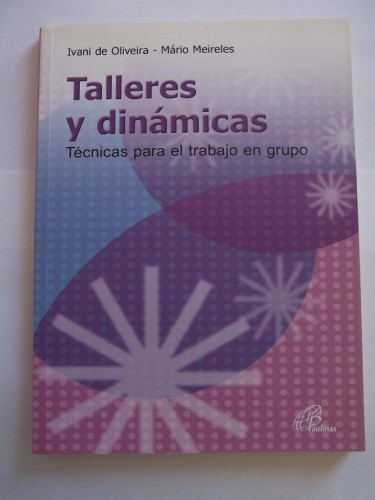 Ivani de Oliveira - Mário Meireles
Talleres
y dinámicas
Técnicas para el trabajo en grupo
Paulinas